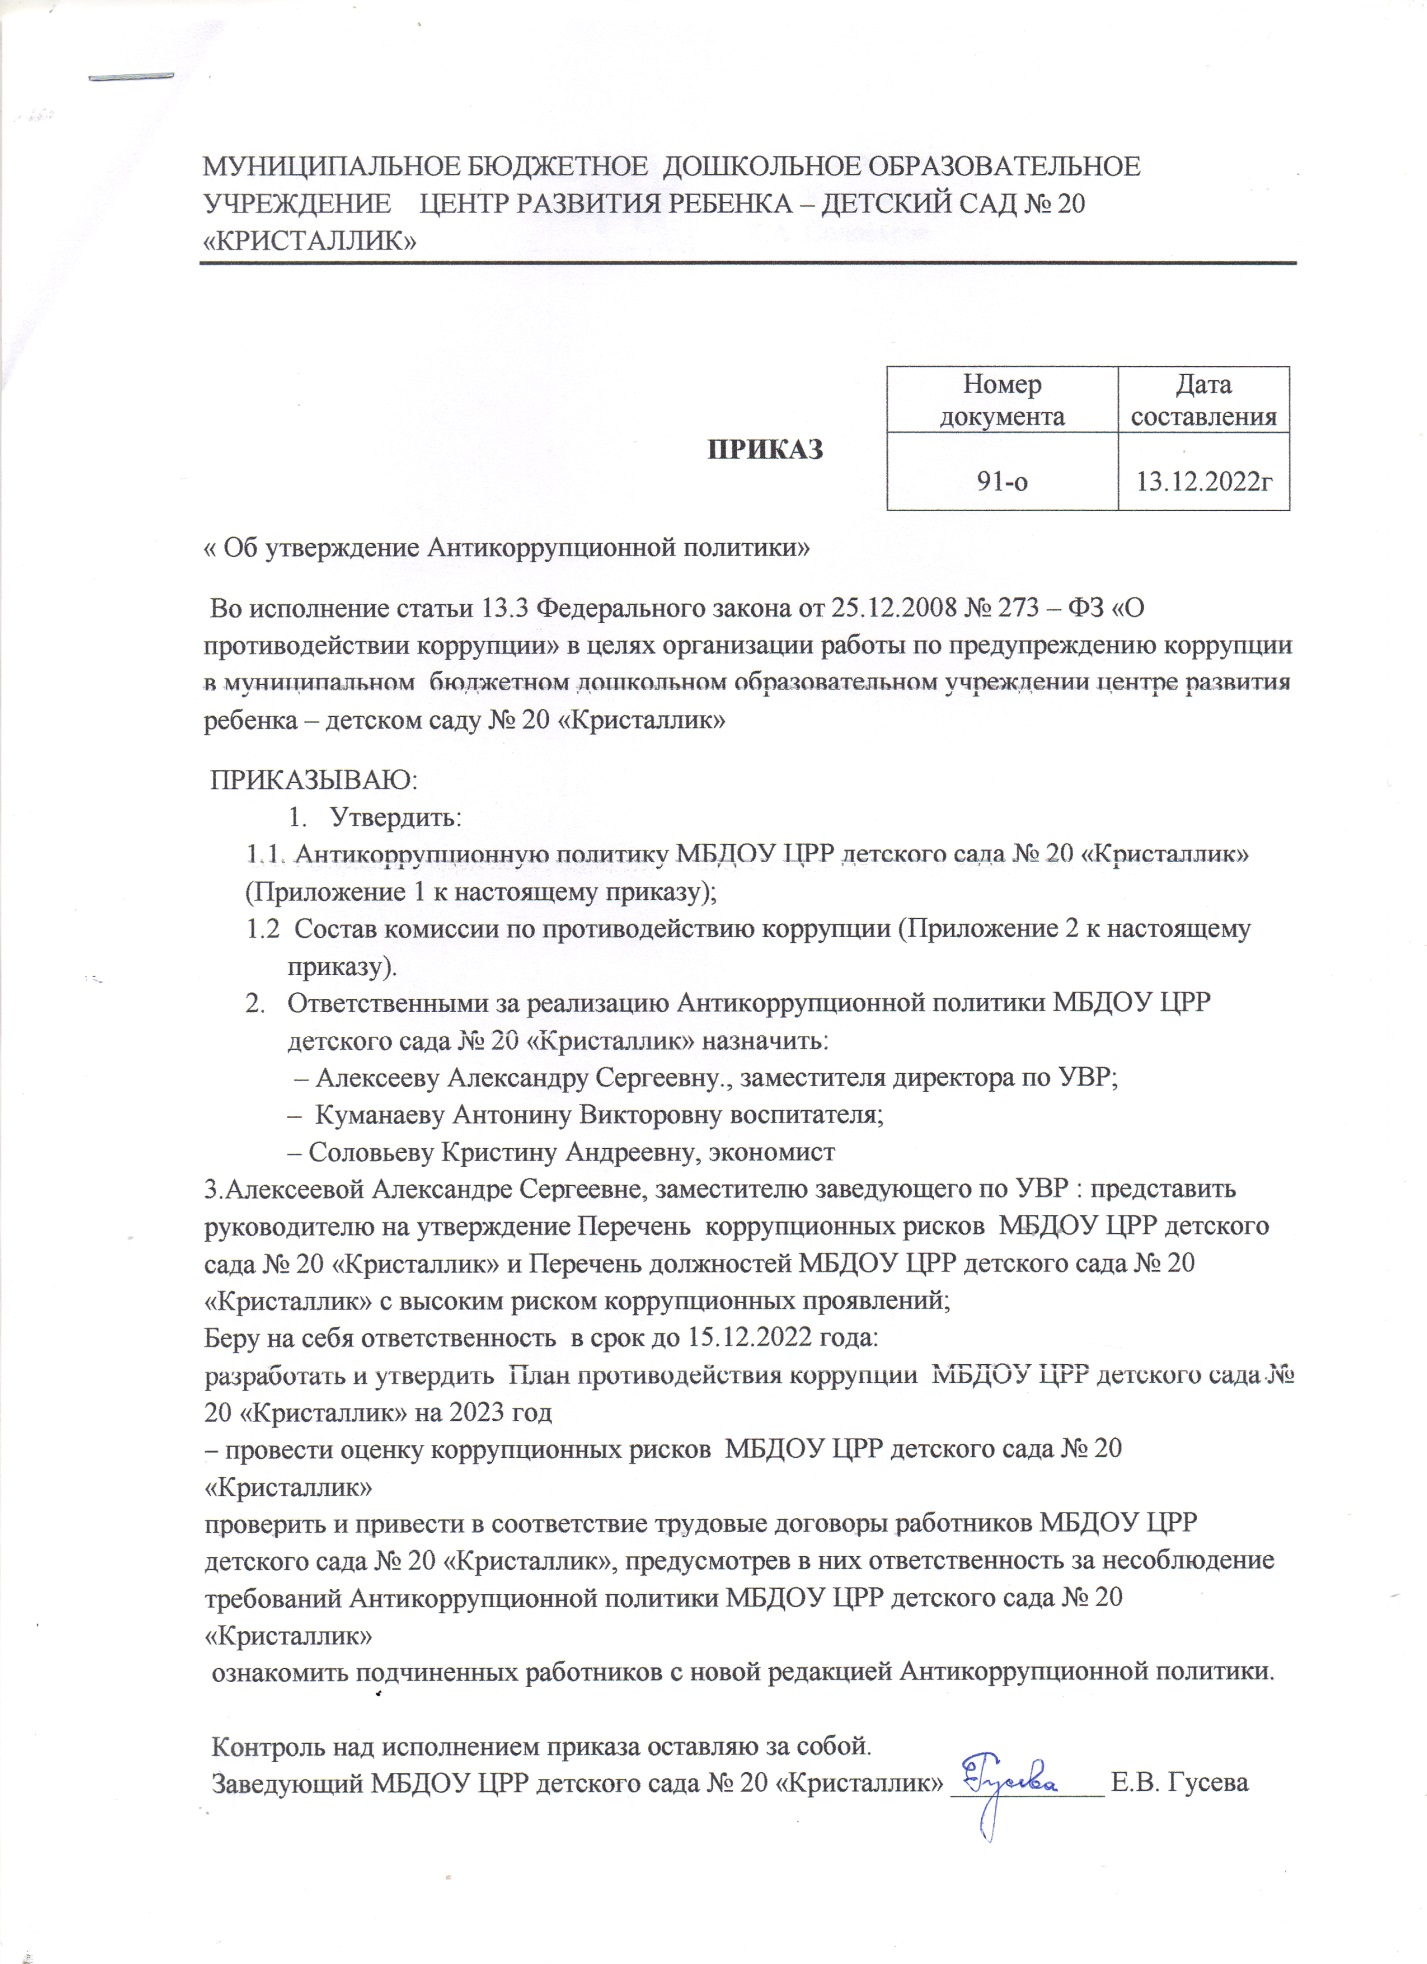 МУНИЦИПАЛЬНОЕ БЮДЖЕТНОЕ ДОШКОЛЬНОЕ ОБРАЗОВАТЕЛЬНОЕ
УЧРЕЖДЕНИЕ ЦЕНТР РАЗВИТИЯ РЕБЕНКА – ДЕТСКИЙ САД № 20
«КРИСТАЛЛИК»
Номер документа
Дата составления
ПРИКАЗ
91-о
13.12.2022г
« Об утверждение Антикоррупционной политики»
Во исполнение статьи 13.3 Федерального закона от 25.12.2008 № 273 – ФЗ «О
противодействии коррупции» в целях организации работы по предупреждению коррупции
в муниципальном бюджетном дошкольном образовательном учреждении центре развития
ребенка – детском саду № 20 «Кристаллик»
ПРИКАЗЫВАЮ:
1. Утвердить:
1.1. Антикоррупционную политику МБДОУ ЦРР детского сада № 20 «Кристаллик»
(Приложение 1 к настоящему приказу);
1.2 Состав комиссии по противодействию коррупции (Приложение 2 к настоящему
приказу).
2. Ответственными за реализацию Антикоррупционной политики МБДОУ ЦРР
детского сада № 20 «Кристаллик» назначить:
– Алексееву Александру Сергеевну., заместителя директора по УВР;
– Куманаеву Антонину Викторовну воспитателя;
– Соловьеву Кристину Андреевну, экономист
3.Алексеевой Александре Сергеевне, заместителю заведующего по УВР : представить
руководителю на утверждение Перечень коррупционных рисков МБДОУ ЦРР детского
сада № 20 «Кристаллик» и Перечень должностей МБДОУ ЦРР детского сада № 20
«Кристаллик» с высоким риском коррупционных проявлений;
Беру на себя ответственность в срок до 15.12.2022 года:
разработать и утвердить План противодействия коррупции МБДОУ ЦРР детского сада №
20 «Кристаллик» на 2023 год
– провести оценку коррупционных рисков МБДОУ ЦРР детского сада № 20
«Кристаллик»
проверить и привести в соответствие трудовые договоры работников МБДОУ ЦРР
детского сада № 20 «Кристаллик», предусмотрев в них ответственность за несоблюдение
требований Антикоррупционной политики МБДОУ ЦРР детского сада № 20
«Кристаллик»
ознакомить подчиненных работников с новой редакцией Антикоррупционной политики.
Контроль над исполнением приказа оставляю за собой.
Заведующий МБДОУ ЦРР детского сада № 20 «Кристаллик» ___________ Е.В. Гусева